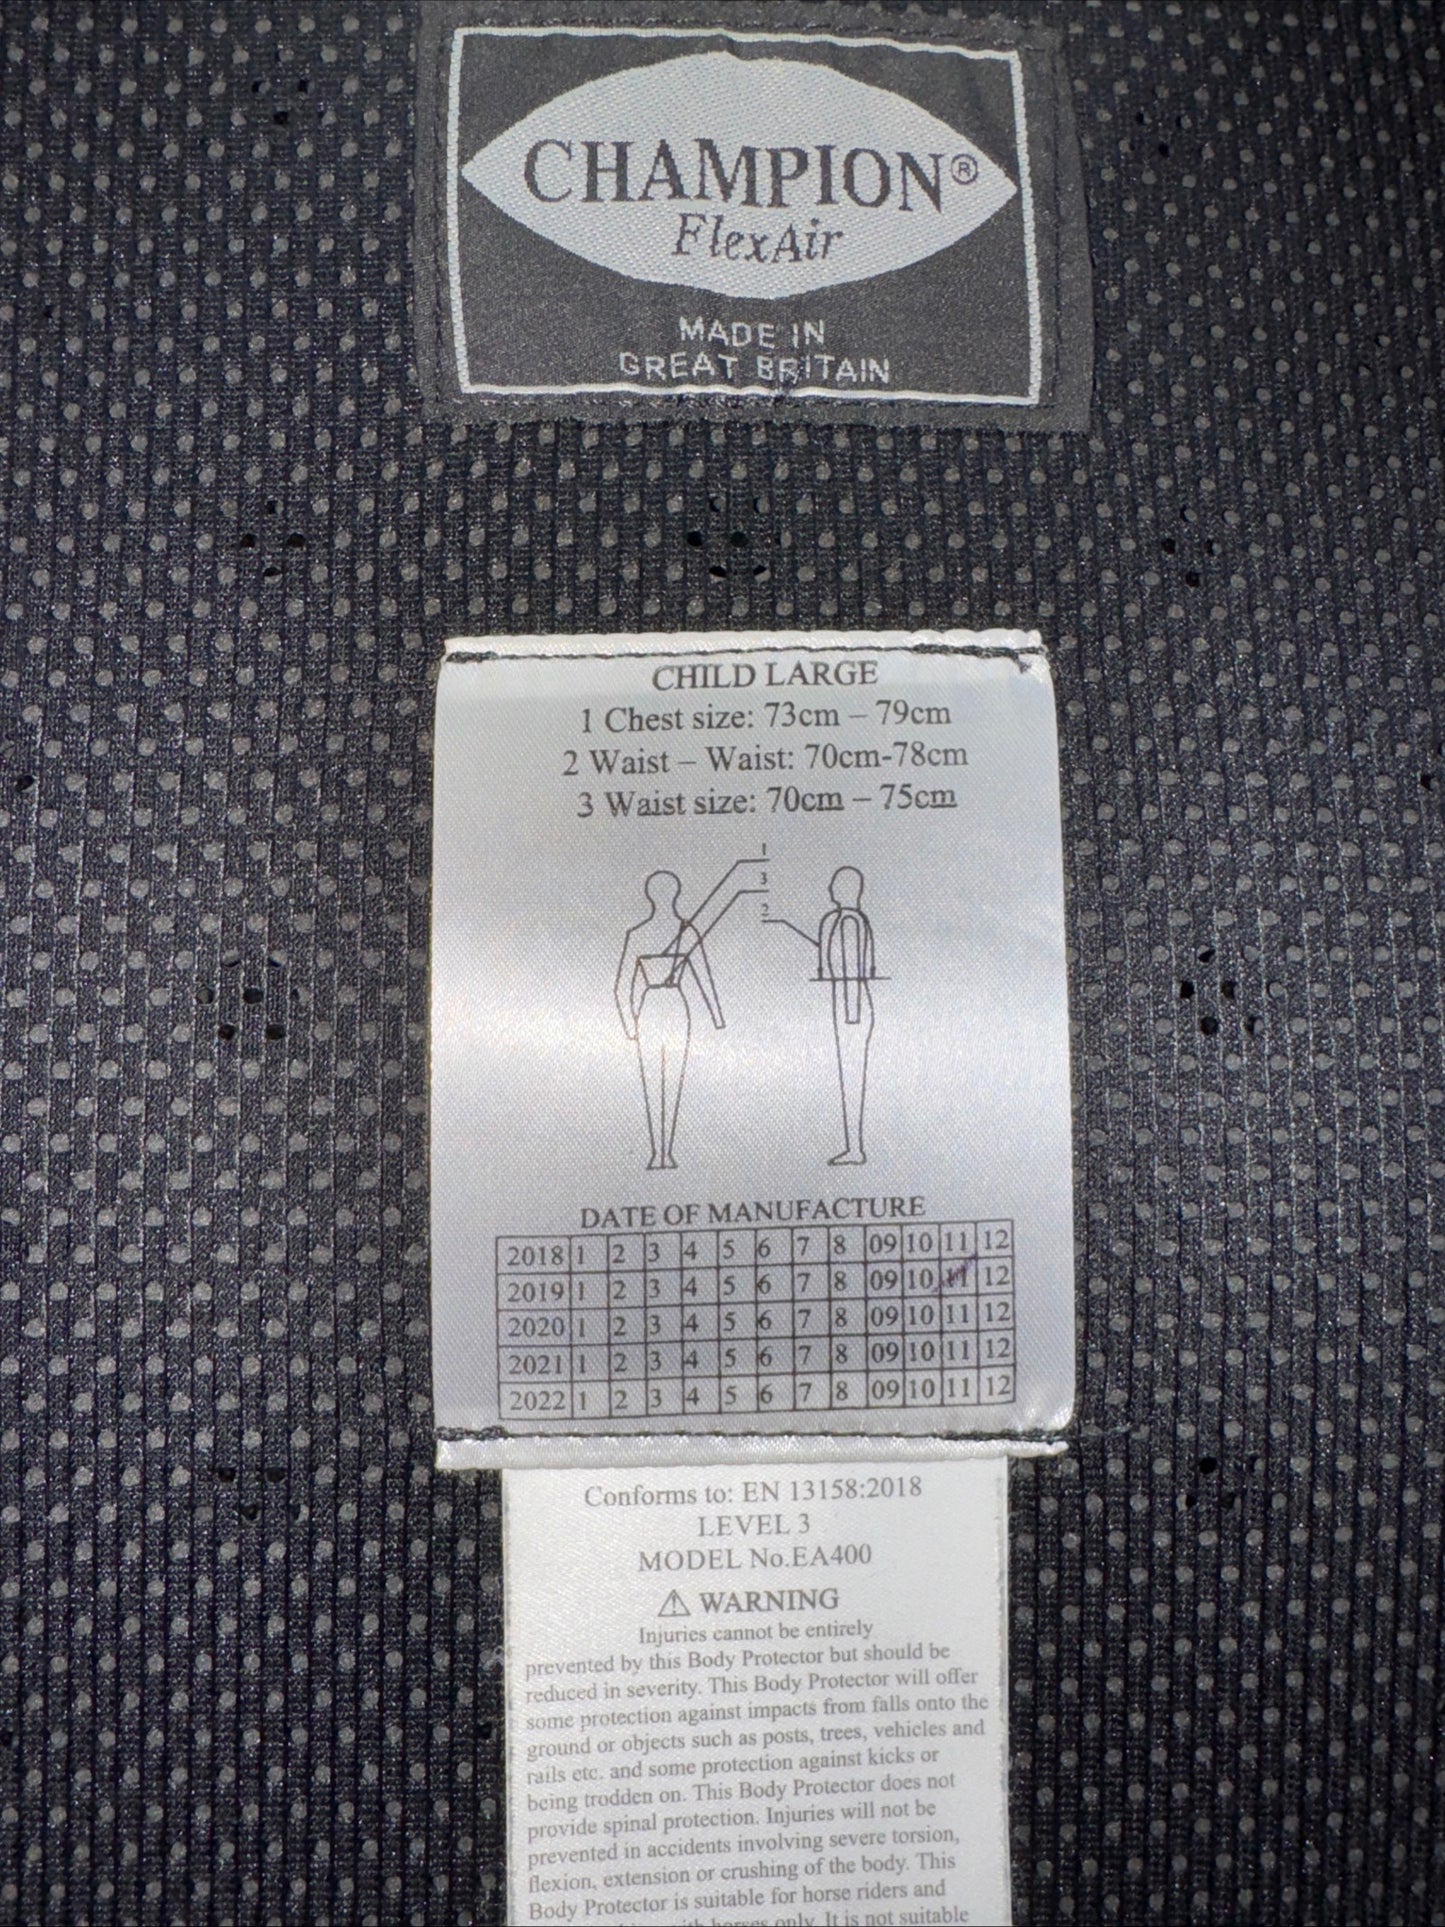 CHAMPION®
FlexAir
MADE IN
GREAT BRITAIN
CHILD LARGE
1 Chest size: 73cm – 79cm
2 Waist – Waist: 70cm-78cm
3 Waist size: 70cm – 75cm
1
3
2
DATE OF MANUFACTURE
2018 1 2 3 4 5 6 7 8 09 10 11 12
2019 1 2 3 4 5 6 7 8 09 10 11 12
2020 1 2 3 4 5 6 7 8 09 10 11 12
2021 1 2 3 4 5 6 7 8 09 10 11 12
2022 1 2 3 4 5 6 7 8 09 10 11 12
Conforms to: EN 13158:2018
LEVEL 3
MODEL No.EA400
⚠ WARNING
Injuries cannot be entirely
prevented by this Body Protector but should be
reduced in severity. This Body Protector will offer
some protection against impacts from falls onto the
ground or objects such as posts, trees, vehicles and
rails etc. and some protection against kicks or
being trodden on. This Body Protector does not
provide spinal protection. Injuries will not be
prevented in accidents involving severe torsion,
flexion, extension or crushing of the body. This
Body Protector is suitable for horse riders and
with horses only. It is not suitable